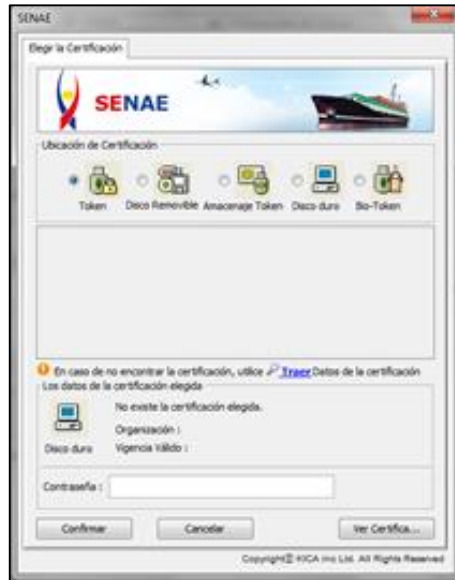 SENAE
Elegir la Certificación
SENAE
Ubicación de Certificación
Token
Disco Removible
Amacenaje Token
Disco duro
Bio-Token
En caso de no encontrar la certificación, utilice Traer Datos de la certificación
Los datos de la certificación elegida
No existe la certificación elegida.
Organización :
Disco duro
Vigencia Válido :
Contraseña :
Confirmar
Cancelar
Ver Certifica...
Copyright KICA Inc Ltd. All Rights Reserved